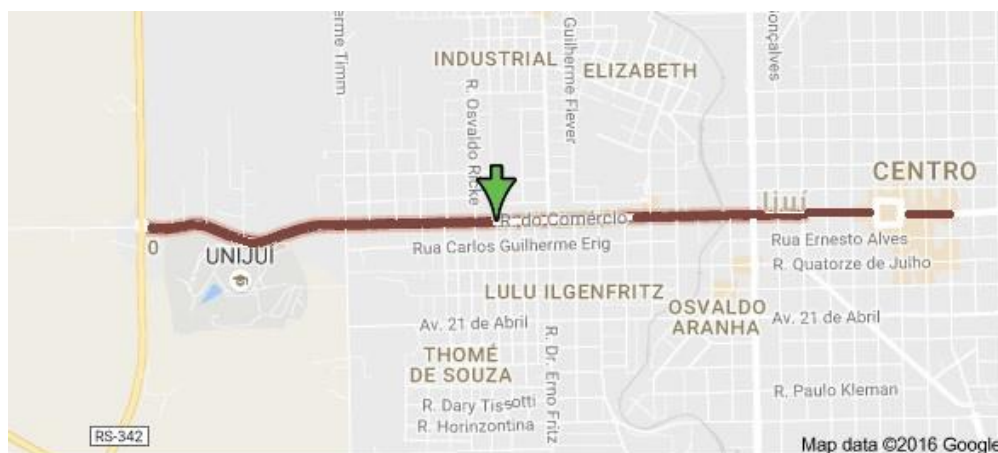 erme Timm
INDUSTRIAL
Guilherme Fiever
ELIZABETH
onçalves
R. Osvaldo Ricke
CENTRO
Ijuí
R. do Comércio
0
UNIJUÍ
Rua Carlos Guilherme Erig
Rua Ernesto Alves
R. Quatorze de Julho
LULU ILGENFRITZ
OSVALDO
ARANHA
Av. 21 de Abril
Av. 21 de Abril
THOMÉ
DE SOUZA
R. Dr. Erno Fritz
R. Dary Tissotti
R. Horinzontina
R. Paulo Kleman
RS-342
Map data ©2016 Google